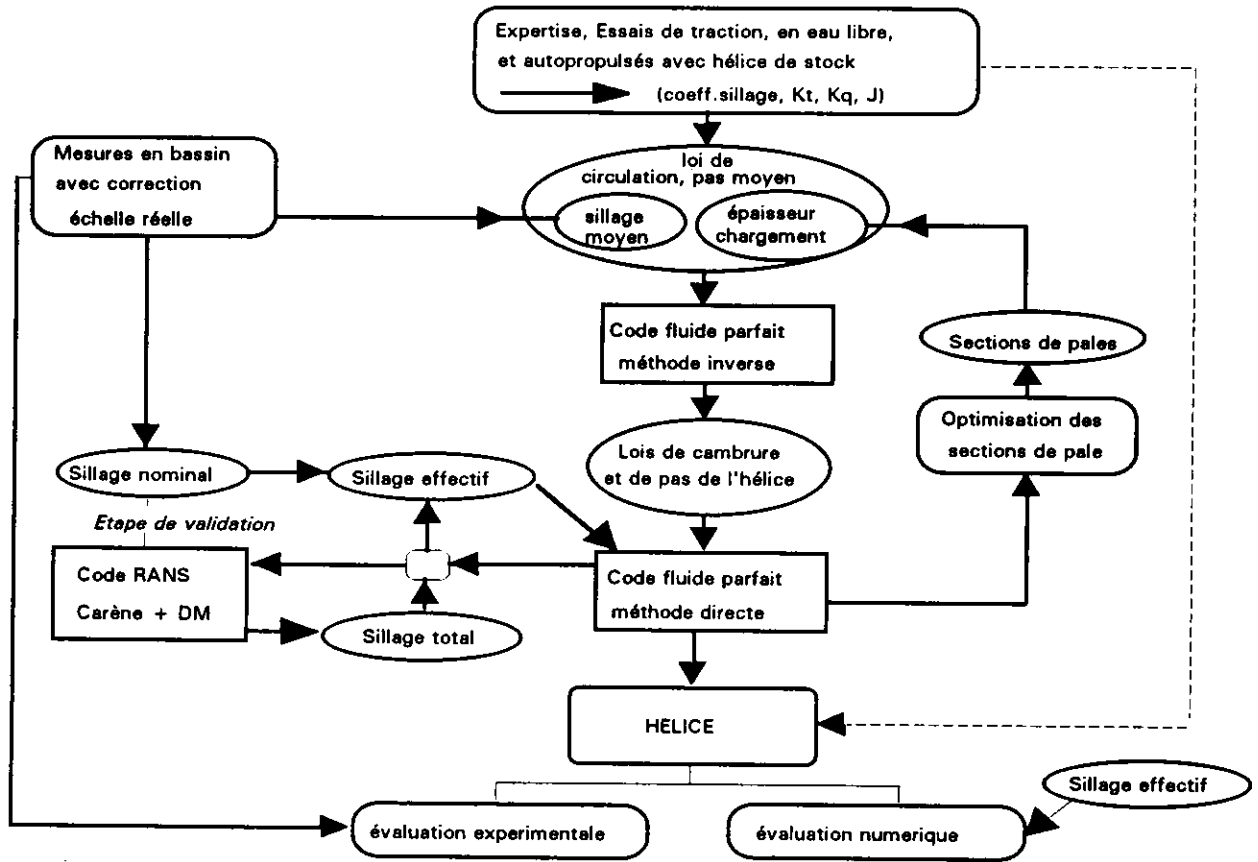 Expertise, Essais de traction, en eau libre,
et autopropulsés avec hélice de stock
(coeff.sillage, Kt, Kq, J)
Mesures en bassin
avec correction
échelle réelle
loi de
circulation, pas moyen
sillage
moyen
épaisseur
chargement
Code fluide parfait
méthode inverse
Sections de pales
Optimisation des
sections de pale
Lois de cambrure
et de pas de l'hélice
Sillage nominal
Sillage effectif
Etape de validation
Code RANS
Carène + DM
Sillage total
Code fluide parfait
méthode directe
HELICE
Sillage effectif
évaluation experimentale
évaluation numerique